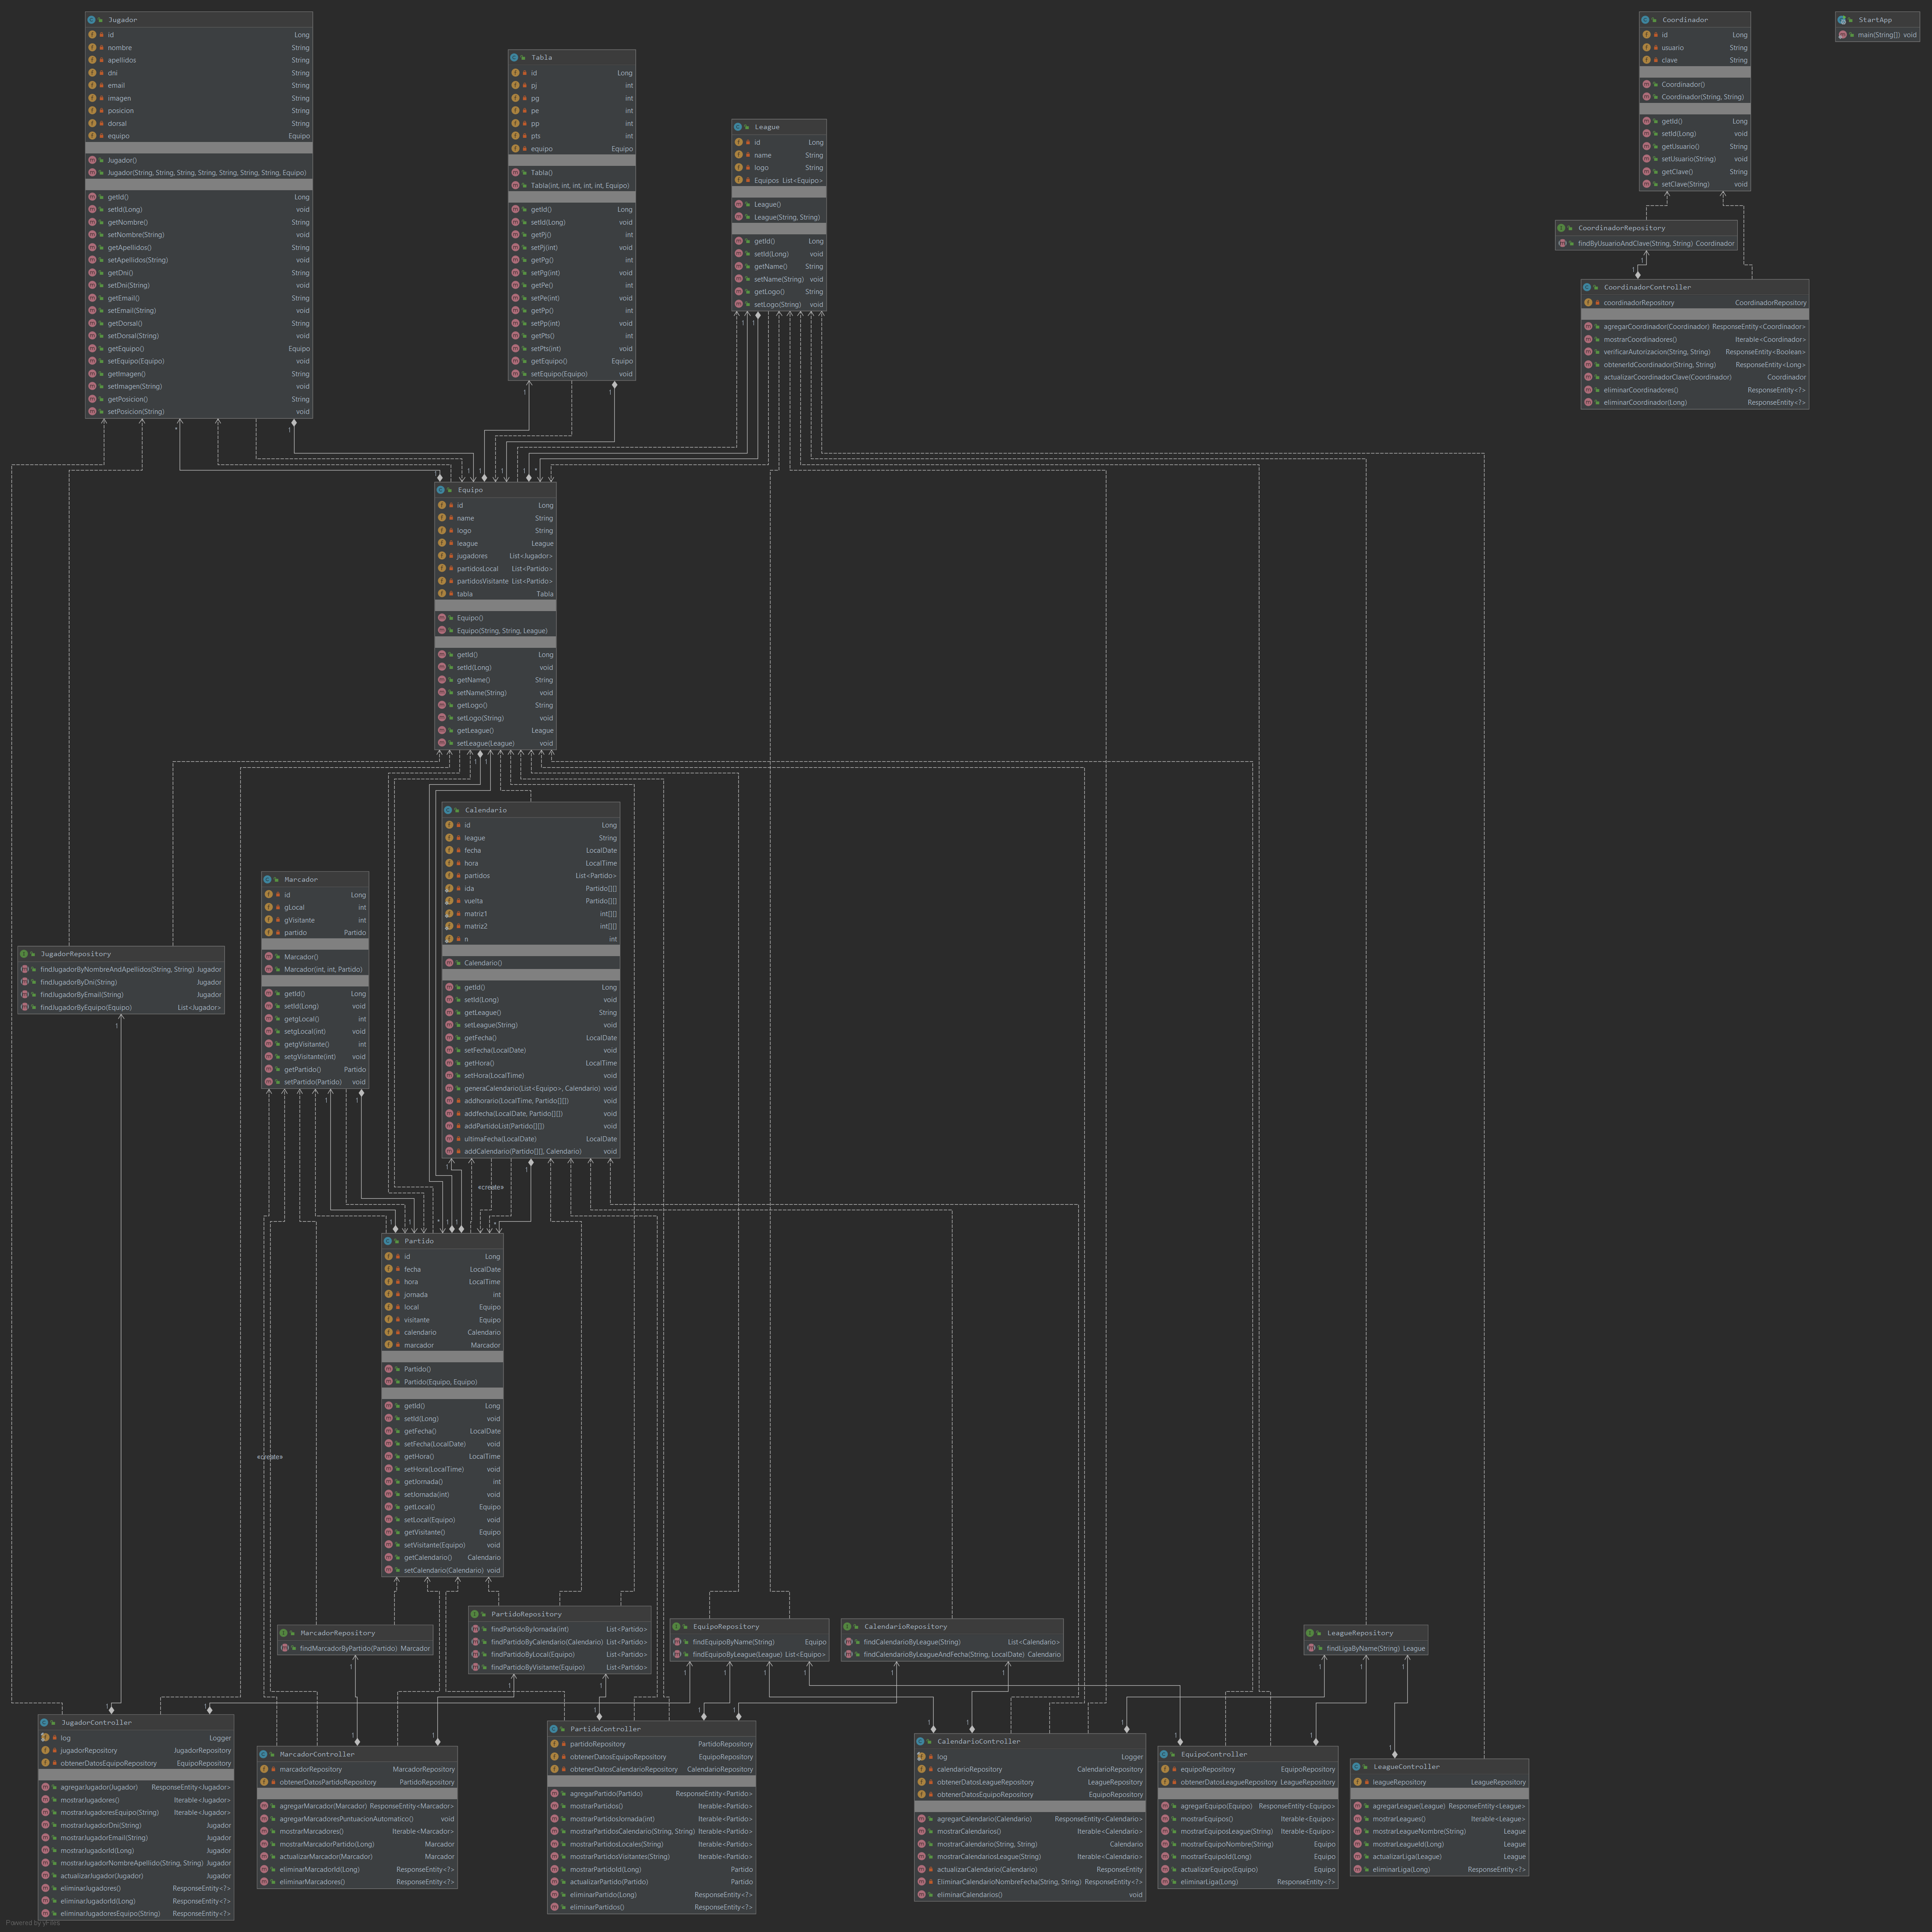 Jugador
id Long
nombre String
apellidos String
dni String
email String
imagen String
posicion String
dorsal String
equipo Equipo
Jugador()
Jugador(String, String, String, String, String, String, String, Equipo)
getId() Long
setId(Long) void
getNombre() String
setNombre(String) void
getApellidos() String
setApellidos(String) void
getDni() String
setDni(String) void
getEmail() String
setEmail(String) void
getDorsal() String
setDorsal(String) void
getEquipo() Equipo
setEquipo(Equipo) void
getImagen() String
setImagen(String) void
getPosicion() String
setPosicion(String) void
Tabla
id Long
pj int
pg int
pe int
pp int
pts int
equipo Equipo
Tabla()
Tabla(int, int, int, int, int, Equipo)
getId() Long
setId(Long) void
getPj() int
setPj(int) void
getPg() int
setPg(int) void
getPe() int
setPe(int) void
getPp() int
setPp(int) void
getPts() int
setPts(int) void
getEquipo() Equipo
setEquipo(Equipo) void
League
id Long
name String
logo String
Equipos List<Equipo>
League()
League(String, String)
getId() Long
setId(Long) void
getName() String
setName(String) void
getLogo() String
setLogo(String) void
Coordinador
id Long
usuario String
clave String
Coordinador()
Coordinador(String, String)
getId() Long
setId(Long) void
getUsuario() String
setUsuario(String) void
getClave() String
setClave(String) void
StartApp
main(String[]) void
CoordinadorRepository
findByUsuarioAndClave(String, String) Coordinador
CoordinadorController
coordinadorRepository CoordinadorRepository
agregarCoordinador(Coordinador) ResponseEntity<Coordinador>
mostrarCoordinadores() Iterable<Coordinador>
verificarAutorizacion(String, String) ResponseEntity<Boolean>
obtenerIdCoordinador(String, String) ResponseEntity<Long>
actualizarCoordinadorClave(Coordinador) Coordinador
eliminarCoordinadores() ResponseEntity<?>
eliminarCoordinador(Long) ResponseEntity<?>
Equipo
id Long
name String
logo String
league League
jugadores List<Jugador>
partidosLocal List<Partido>
partidosVisitante List<Partido>
tabla Tabla
Equipo()
Equipo(String, String, League)
getId() Long
setId(Long) void
getName() String
setName(String) void
getLogo() String
setLogo(String) void
getLeague() League
setLeague(League) void
Calendario
id Long
league String
fecha LocalDate
hora LocalTime
partidos List<Partido>
ida Partido[][]
vuelta Partido[][]
matriz1 int[][]
matriz2 int[][]
n int
Calendario()
getId() Long
setId(Long) void
getLeague() String
setLeague(String) void
getFecha() LocalDate
setFecha(LocalDate) void
getHora() LocalTime
setHora(LocalTime) void
generaCalendario(List<Equipo>, Calendario) void
addhorario(LocalTime, Partido[][]) void
addfecha(LocalDate, Partido[][]) void
addPartidoList(Partido[][]) void
ultimaFecha(LocalDate) LocalDate
addCalendario(Partido[][], Calendario) void
Marcador
id Long
gLocal int
gVisitante int
partido Partido
Marcador()
Marcador(int, int, Partido)
getId() Long
setId(Long) void
getgLocal() int
setgLocal(int) void
getgVisitante() int
setgVisitante(int) void
getPartido() Partido
setPartido(Partido) void
JugadorRepository
findJugadorByNombreAndApellidos(String, String) Jugador
findJugadorByDni(String) Jugador
findJugadorByEmail(String) Jugador
findJugadorByEquipo(Equipo) List<Jugador>
«create»
Partido
id Long
fecha LocalDate
hora LocalTime
jornada int
local Equipo
visitante Equipo
calendario Calendario
marcador Marcador
Partido()
Partido(Equipo, Equipo)
getId() Long
setId(Long) void
getFecha() LocalDate
setFecha(LocalDate) void
getHora() LocalTime
setHora(LocalTime) void
getJornada() int
setJornada(int) void
getLocal() Equipo
setLocal(Equipo) void
getVisitante() Equipo
setVisitante(Equipo) void
getCalendario() Calendario
setCalendario(Calendario) void
«create»
MarcadorRepository
findMarcadorByPartido(Partido) Marcador
PartidoRepository
findPartidoByJornada(int) List<Partido>
findPartidoByCalendario(Calendario) List<Partido>
findPartidoByLocal(Equipo) List<Partido>
findPartidoByVisitante(Equipo) List<Partido>
EquipoRepository
findEquipoByName(String) Equipo
findEquipoByLeague(League) List<Equipo>
CalendarioRepository
findCalendarioByLeague(String) List<Calendario>
findCalendarioByLeagueAndFecha(String, LocalDate) Calendario
LeagueRepository
findLigaByName(String) League
JugadorController
log Logger
jugadorRepository JugadorRepository
obtenerDatosEquipoRepository EquipoRepository
agregarJugador(Jugador) ResponseEntity<Jugador>
mostrarJugadores() Iterable<Jugador>
mostrarJugadoresEquipo(String) Iterable<Jugador>
mostrarJugadorDni(String) Jugador
mostrarJugadorEmail(String) Jugador
mostrarJugadorId(Long) Jugador
mostrarJugadorNombreApellido(String, String) Jugador
actualizarJugador(Jugador) Jugador
eliminarJugadores() ResponseEntity<?>
eliminarJugadorId(Long) ResponseEntity<?>
eliminarJugadoresEquipo(String) ResponseEntity<?>
MarcadorController
marcadorRepository MarcadorRepository
obtenerDatosPartidoRepository PartidoRepository
agregarMarcador(Marcador) ResponseEntity<Marcador>
agregarMarcadoresPuntuacionAutomatico() void
mostrarMarcadores() Iterable<Marcador>
mostrarMarcadorPartido(Long) Marcador
actualizarMarcador(Marcador) Marcador
eliminarMarcadorId(Long) ResponseEntity<?>
eliminarMarcadores() ResponseEntity<?>
PartidoController
partidoRepository PartidoRepository
obtenerDatosEquipoRepository EquipoRepository
obtenerDatosCalendarioRepository CalendarioRepository
agregarPartido(Partido) ResponseEntity<Partido>
mostrarPartidos() Iterable<Partido>
mostrarPartidosJornada(int) Iterable<Partido>
mostrarPartidosCalendario(String, String) Iterable<Partido>
mostrarPartidosLocales(String) Iterable<Partido>
mostrarPartidosVisitantes(String) Iterable<Partido>
mostrarPartidoId(Long) Partido
actualizarPartido(Partido) Partido
eliminarPartido(Long) ResponseEntity<?>
eliminarPartidos() ResponseEntity<?>
CalendarioController
log Logger
calendarioRepository CalendarioRepository
obtenerDatosLeagueRepository LeagueRepository
obtenerDatosEquipoRepository EquipoRepository
agregarCalendario(Calendario) ResponseEntity<Calendario>
mostrarCalendarios() Iterable<Calendario>
mostrarCalendario(String, String) Calendario
mostrarCalendariosLeague(String) Iterable<Calendario>
actualizarCalendario(Calendario) ResponseEntity
EliminarCalendarioNombreFecha(String, String) ResponseEntity<?>
eliminarCalendarios() void
EquipoController
equipoRepository EquipoRepository
obtenerDatosLeagueRepository LeagueRepository
agregarEquipo(Equipo) ResponseEntity<Equipo>
mostrarEquipos() Iterable<Equipo>
mostrarEquiposLeague(String) Iterable<Equipo>
mostrarEquipoNombre(String) Equipo
mostrarEquipoId(Long) Equipo
actualizarEquipo(Equipo) Equipo
eliminarLiga(Long) ResponseEntity<?>
LeagueController
leagueRepository LeagueRepository
agregarLeague(League) ResponseEntity<League>
mostrarLeagues() Iterable<League>
mostrarLeagueNombre(String) League
mostrarLeagueId(Long) League
actualizarLiga(League) League
eliminarLiga(Long) ResponseEntity<?>
Powered by yFiles